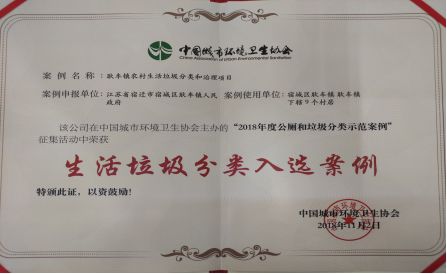 中国城市环境卫生协会
China Association of Urban Environmental Sanitation
案例名称：耿车镇农村生活垃圾分类和治理项目
案例申报单位：江苏省宿迁市宿城区耿车镇人民政府
案例使用单位：宿城区耿车镇 耿车镇下辖9个村居
该公司在中国城市环境卫生协会主办的“2018年度公厕和垃圾分类示范案例”
征集活动中荣获
生活垃圾分类入选案例
特颁此证，以资鼓励！
中国城市环境卫生协会
2018年11月2日